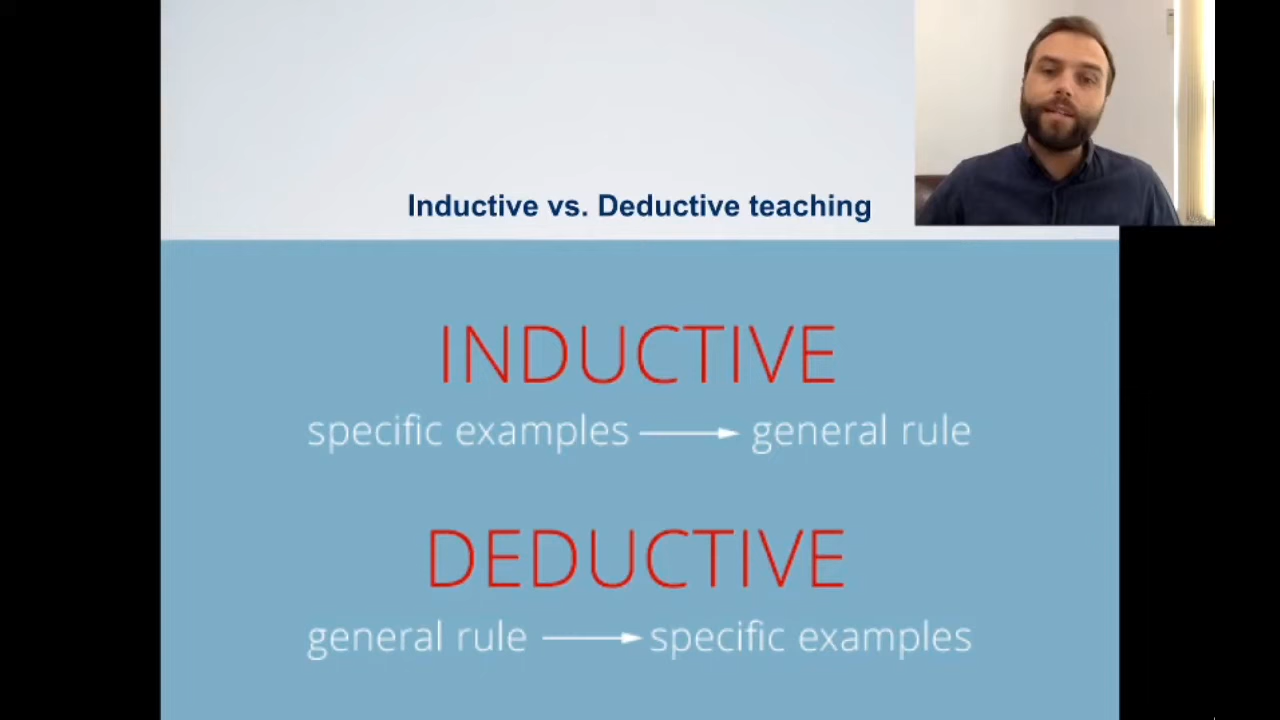 Inductive vs. Deductive teaching
INDUCTIVE
specific examples → general rule
DEDUCTIVE
general rule → specific examples